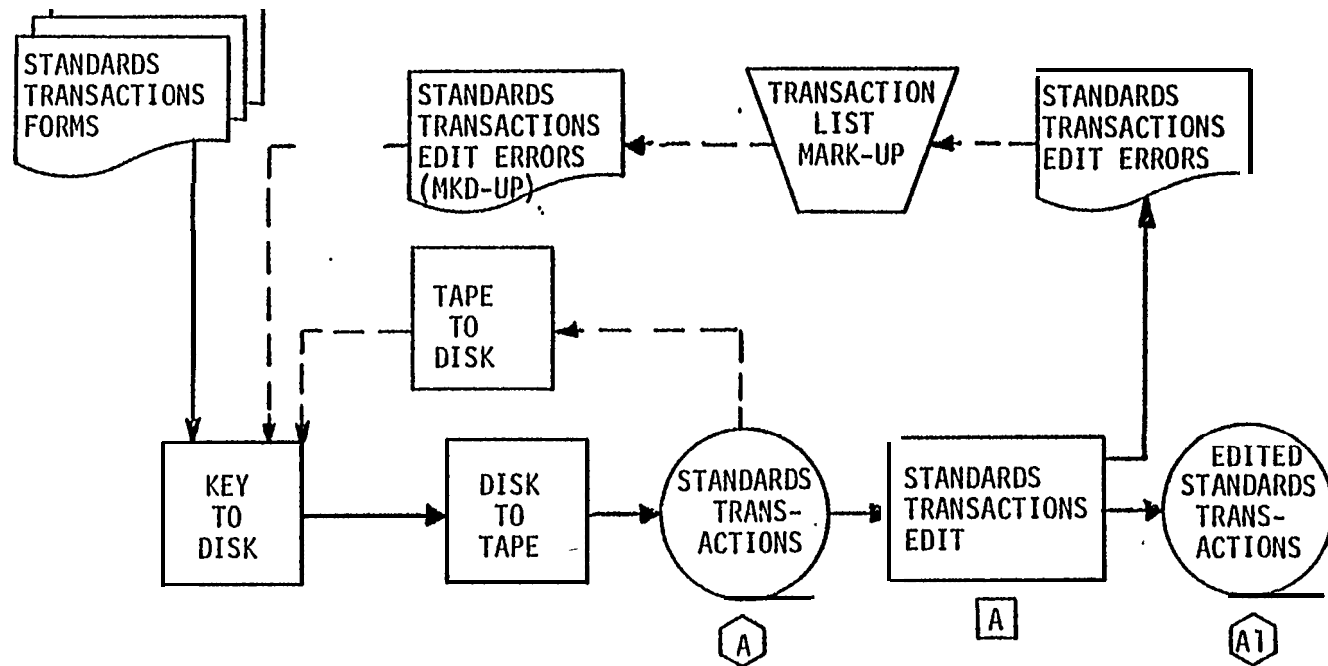 STANDARDS
TRANSACTIONS
FORMS
STANDARDS
TRANSACTIONS
EDIT ERRORS
(MKD-UP)
TRANSACTION
LIST
MARK-UP
STANDARDS
TRANSACTIONS
EDIT ERRORS
TAPE
TO
DISK
KEY
TO
DISK
DISK
TO
TAPE
STANDARDS
TRANS-
ACTIONS
STANDARDS
TRANSACTIONS
EDIT
EDITED
STANDARDS
TRANS-
ACTIONS
A
A
A1